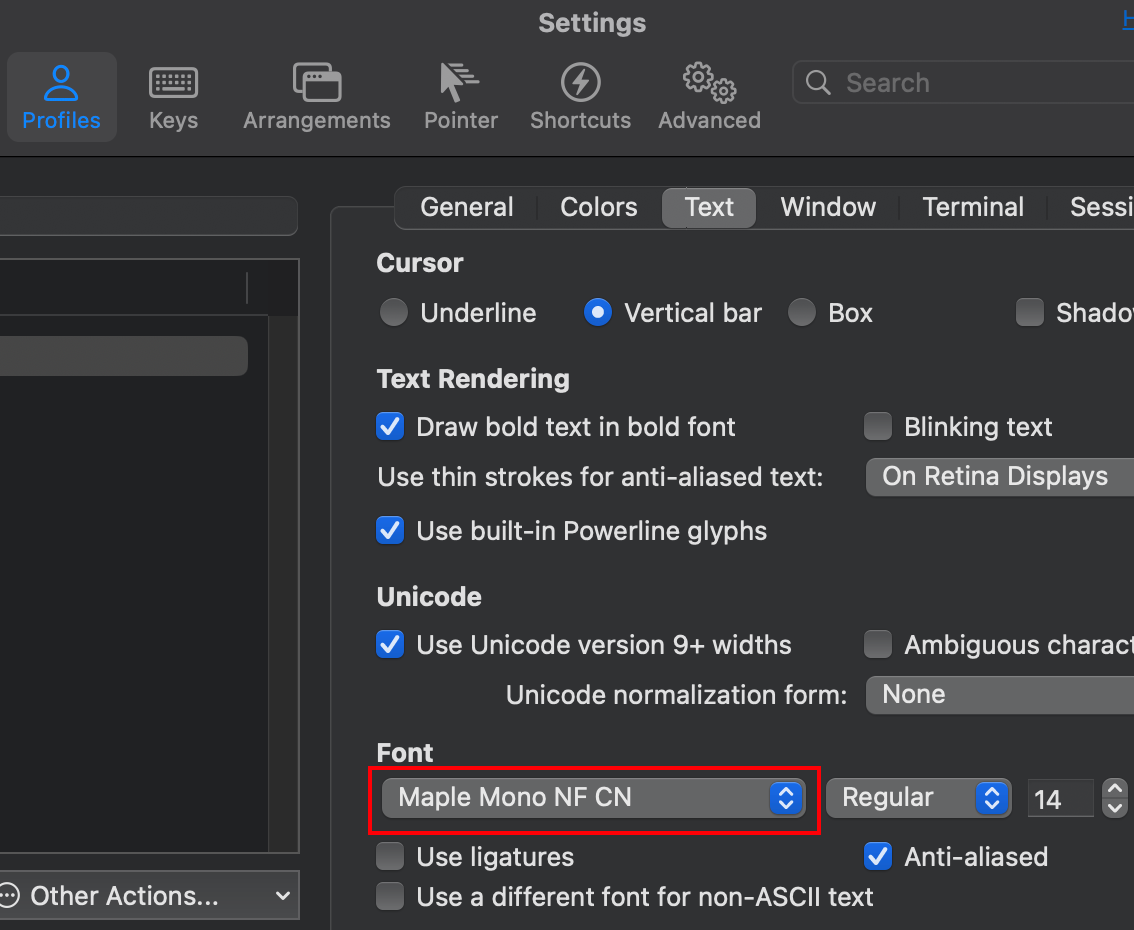 Settings
Profiles Keys Arrangements Pointer Shortcuts Advanced Search
General Colors Text Window Terminal
Cursor
Underline Vertical bar Box
Text Rendering
Draw bold text in bold font Blinking text
Use thin strokes for anti-aliased text: On Retina Displays
Use built-in Powerline glyphs
Unicode
Use Unicode version 9+ widths Ambiguous
Unicode normalization form: None
Font
Maple Mono NF CN Regular 14
Use ligatures Anti-aliased
Other Actions... Use a different font for non-ASCII text